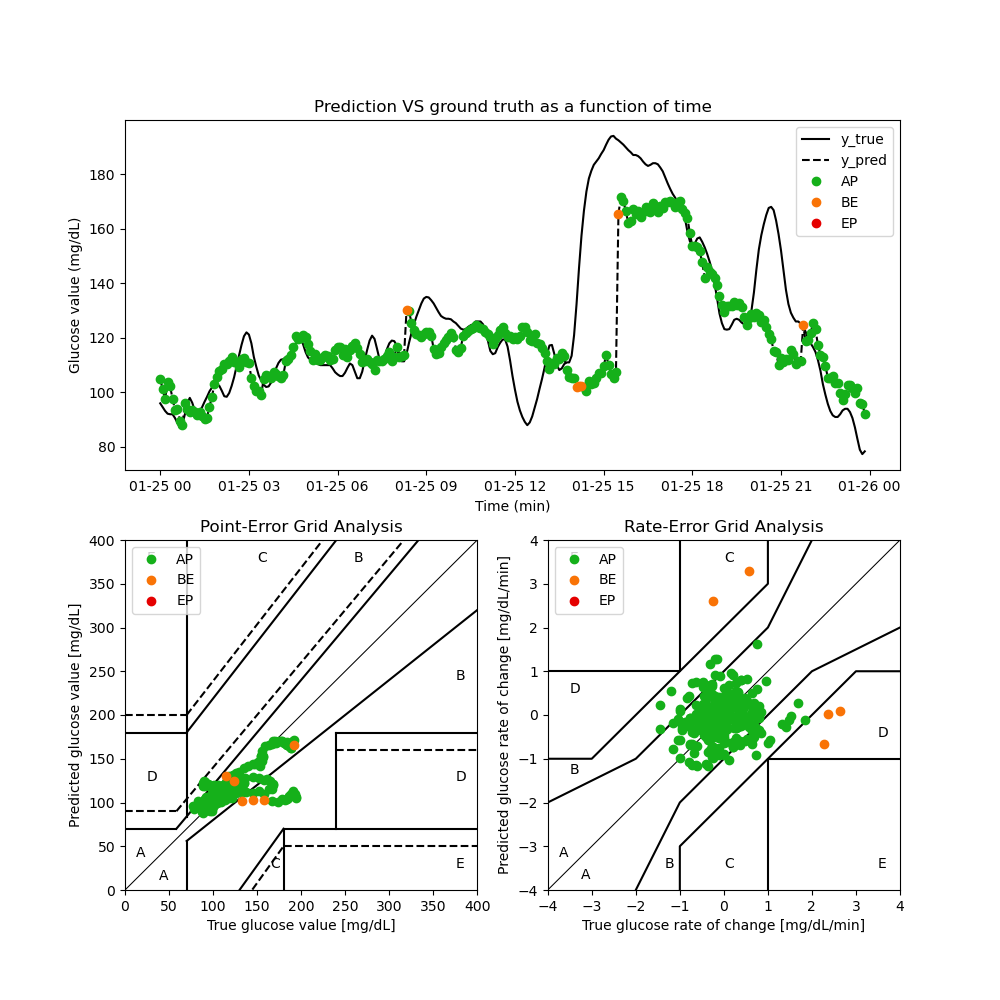 Prediction VS ground truth as a function of time
Glucose value (mg/dL)
180
160
140
120
100
80
y_true
y_pred
AP
BE
EP
01-25 00 01-25 03 01-25 06 01-25 09 01-25 12 01-25 15 01-25 18 01-25 21 01-26 00
Time (min)
Point-Error Grid Analysis
Predicted glucose value [mg/dL]
400
350
300
250
200
150
100
50
0
AP
BE
EP
C
B
B
D
D
A
A
C
E
0 50 100 150 200 250 300 350 400
True glucose value [mg/dL]
Rate-Error Grid Analysis
Predicted glucose rate of change [mg/dL/min]
4
3
2
1
0
−1
−2
−3
−4
AP
BE
EP
C
D
D
B
A
A
B
C
E
−4 −3 −2 −1 0 1 2 3 4
True glucose rate of change [mg/dL/min]